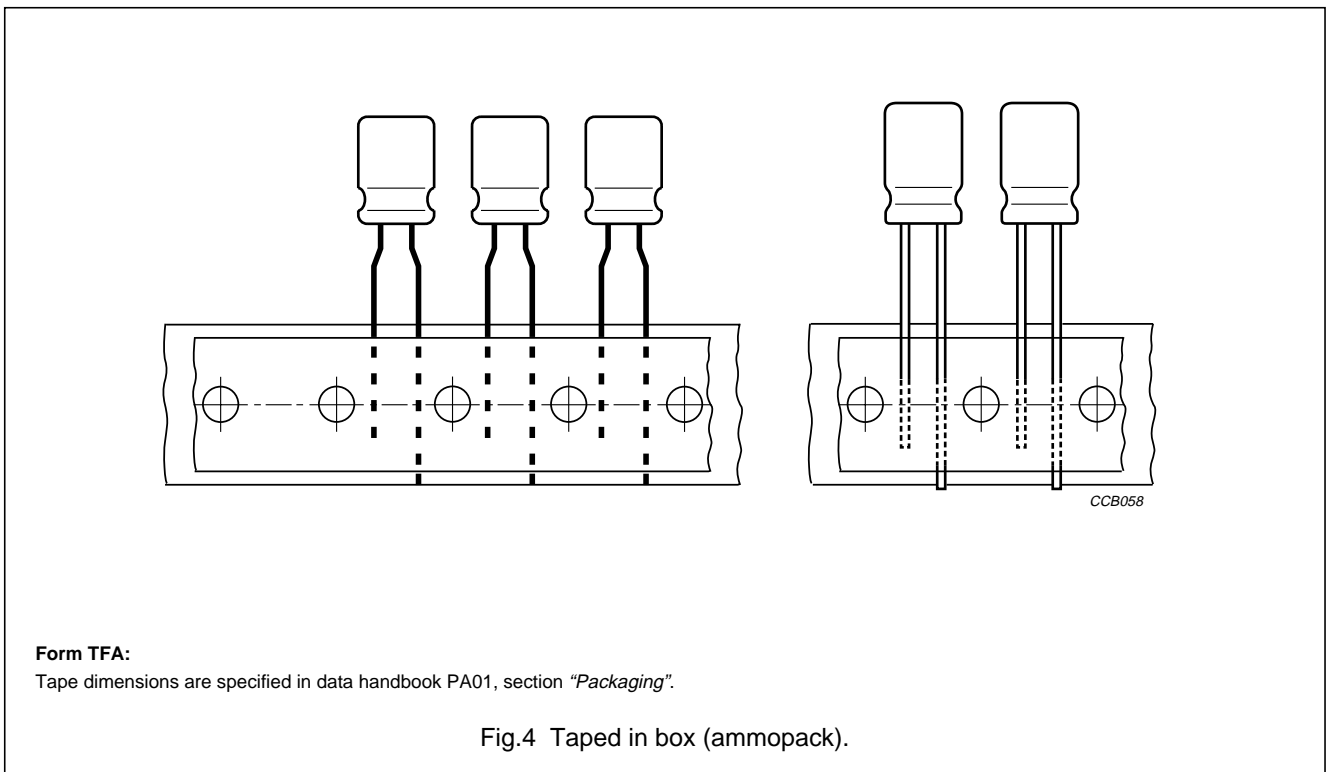 CCB058
Form TFA:
Tape dimensions are specified in data handbook PA01, section “Packaging”.
Fig.4 Taped in box (ammopack).